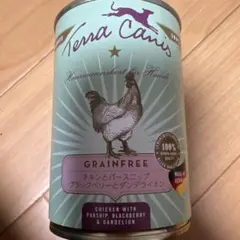 Terra Canis
GRAINFREE
チキンとパースニップ
ブラックベリーとダンデライオン
100%
CHICKEN WITH
PARSNIP, BLACKBERRY
& DANDELION